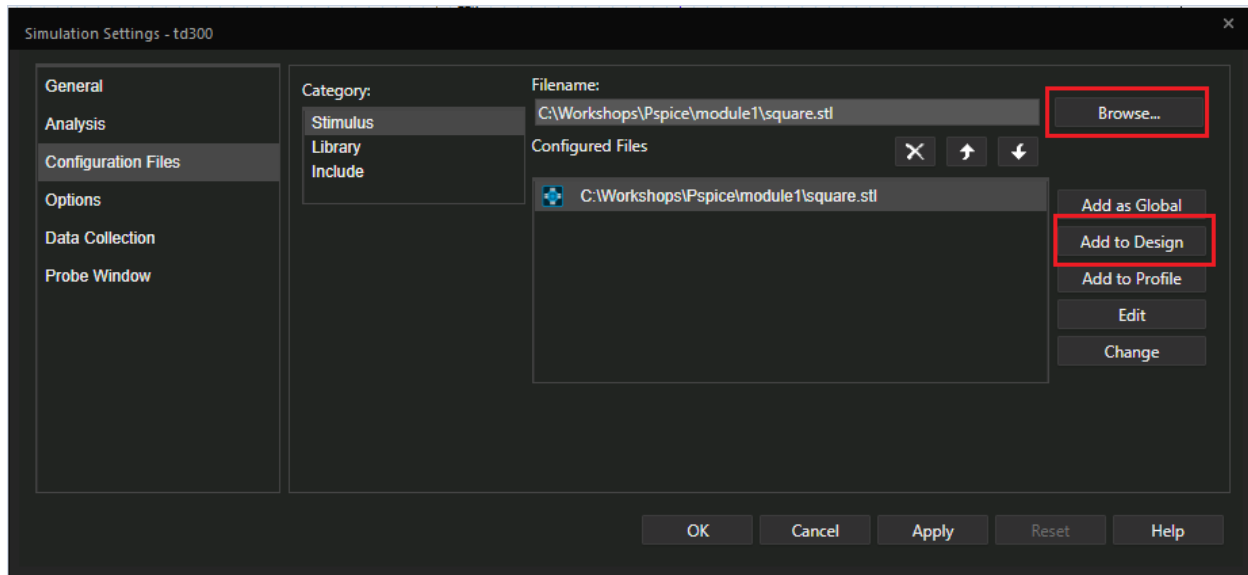 Simulation Settings - td300
General
Analysis
Configuration Files
Options
Data Collection
Probe Window
Category:
Stimulus
Library
Include
Filename:
C:\Workshops\Pspice\module1\square.stl
Browse...
Configured Files
C:\Workshops\Pspice\module1\square.stl
Add as Global
Add to Design
Add to Profile
Edit
Change
OK
Cancel
Apply
Reset
Help